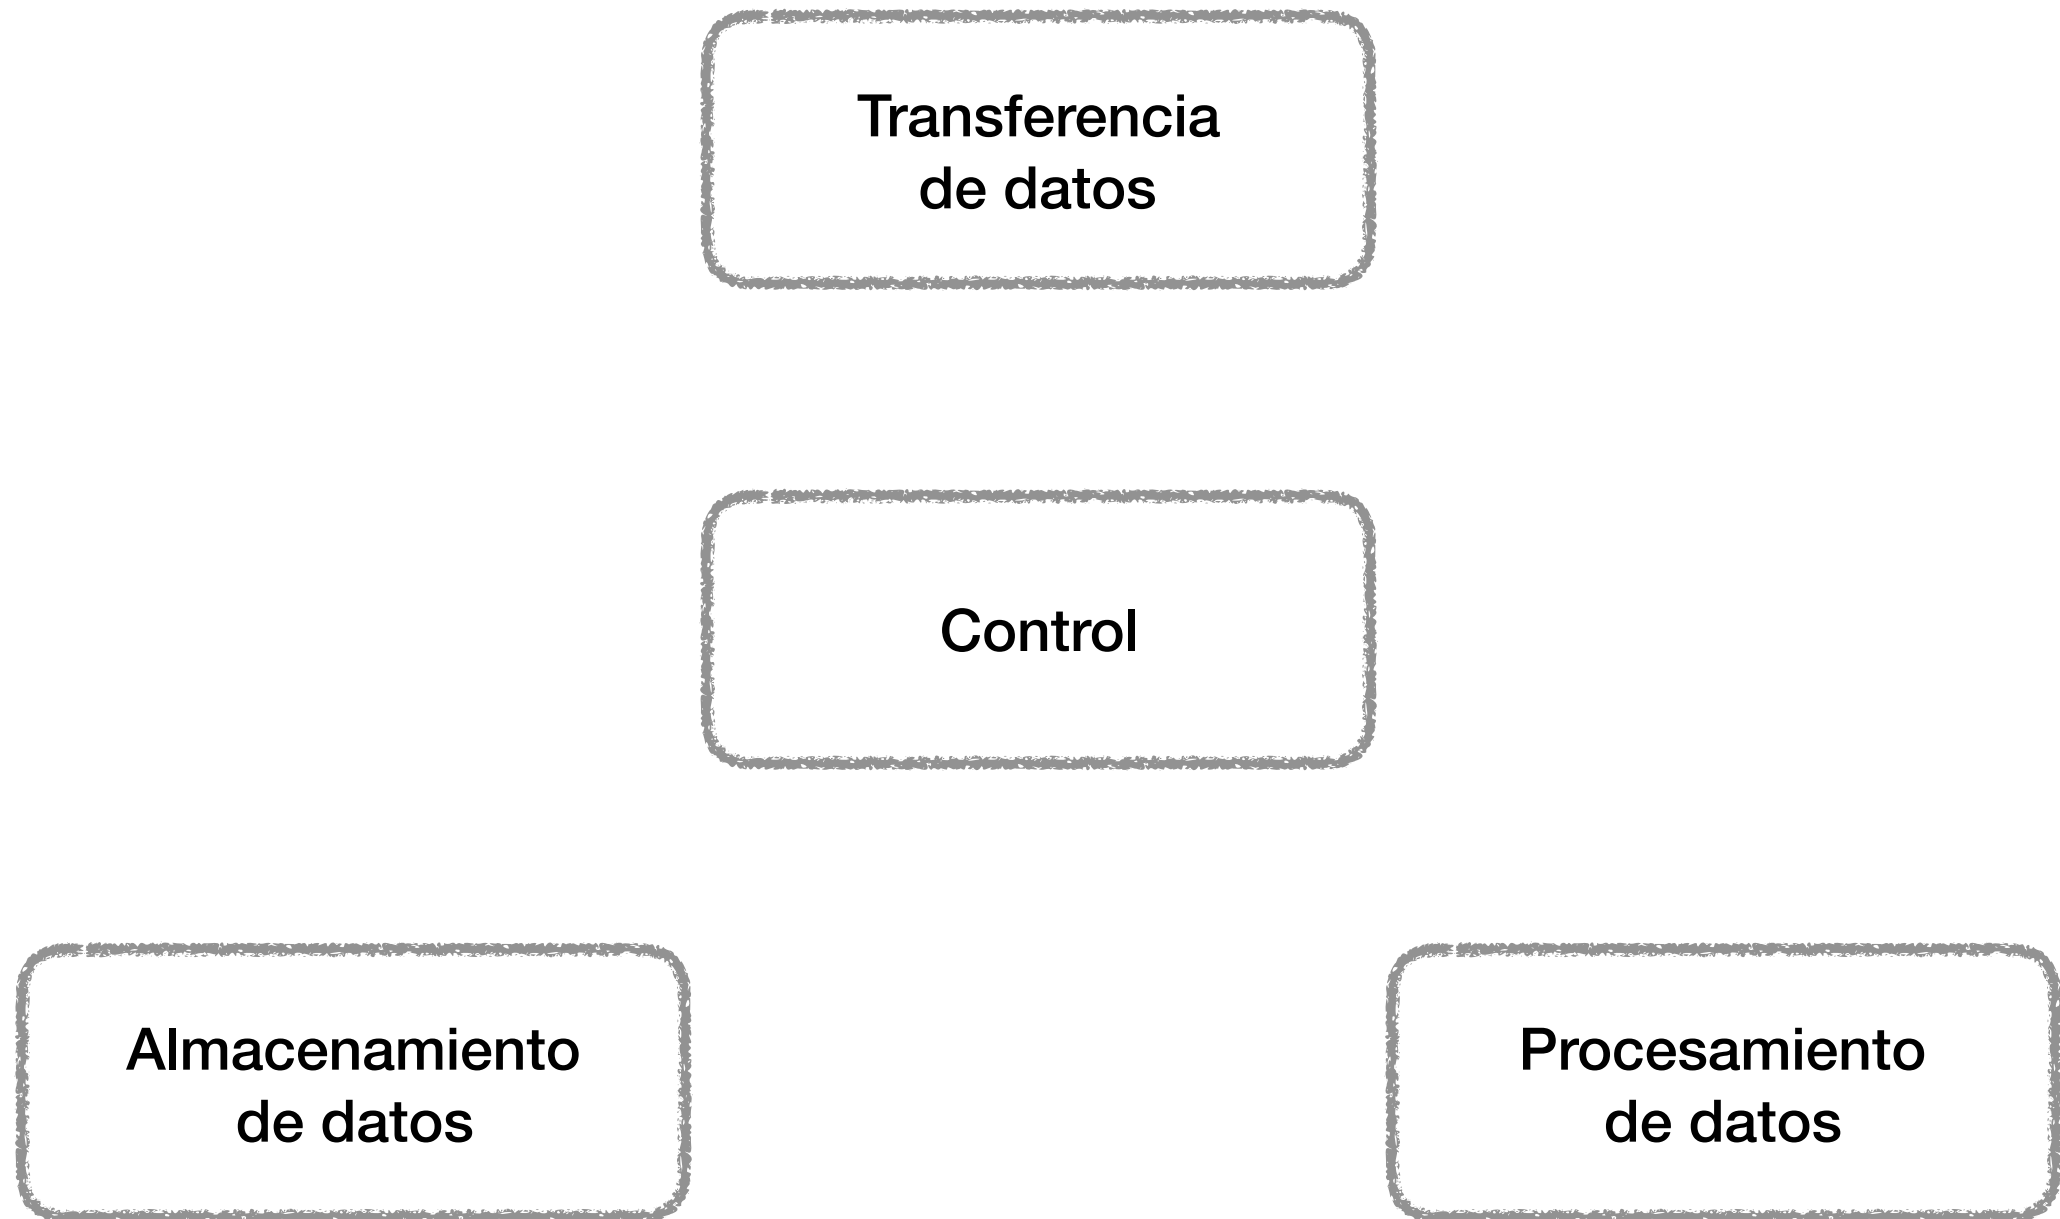 Transferencia
de datos
Control
Almacenamiento
de datos
Procesamiento
de datos